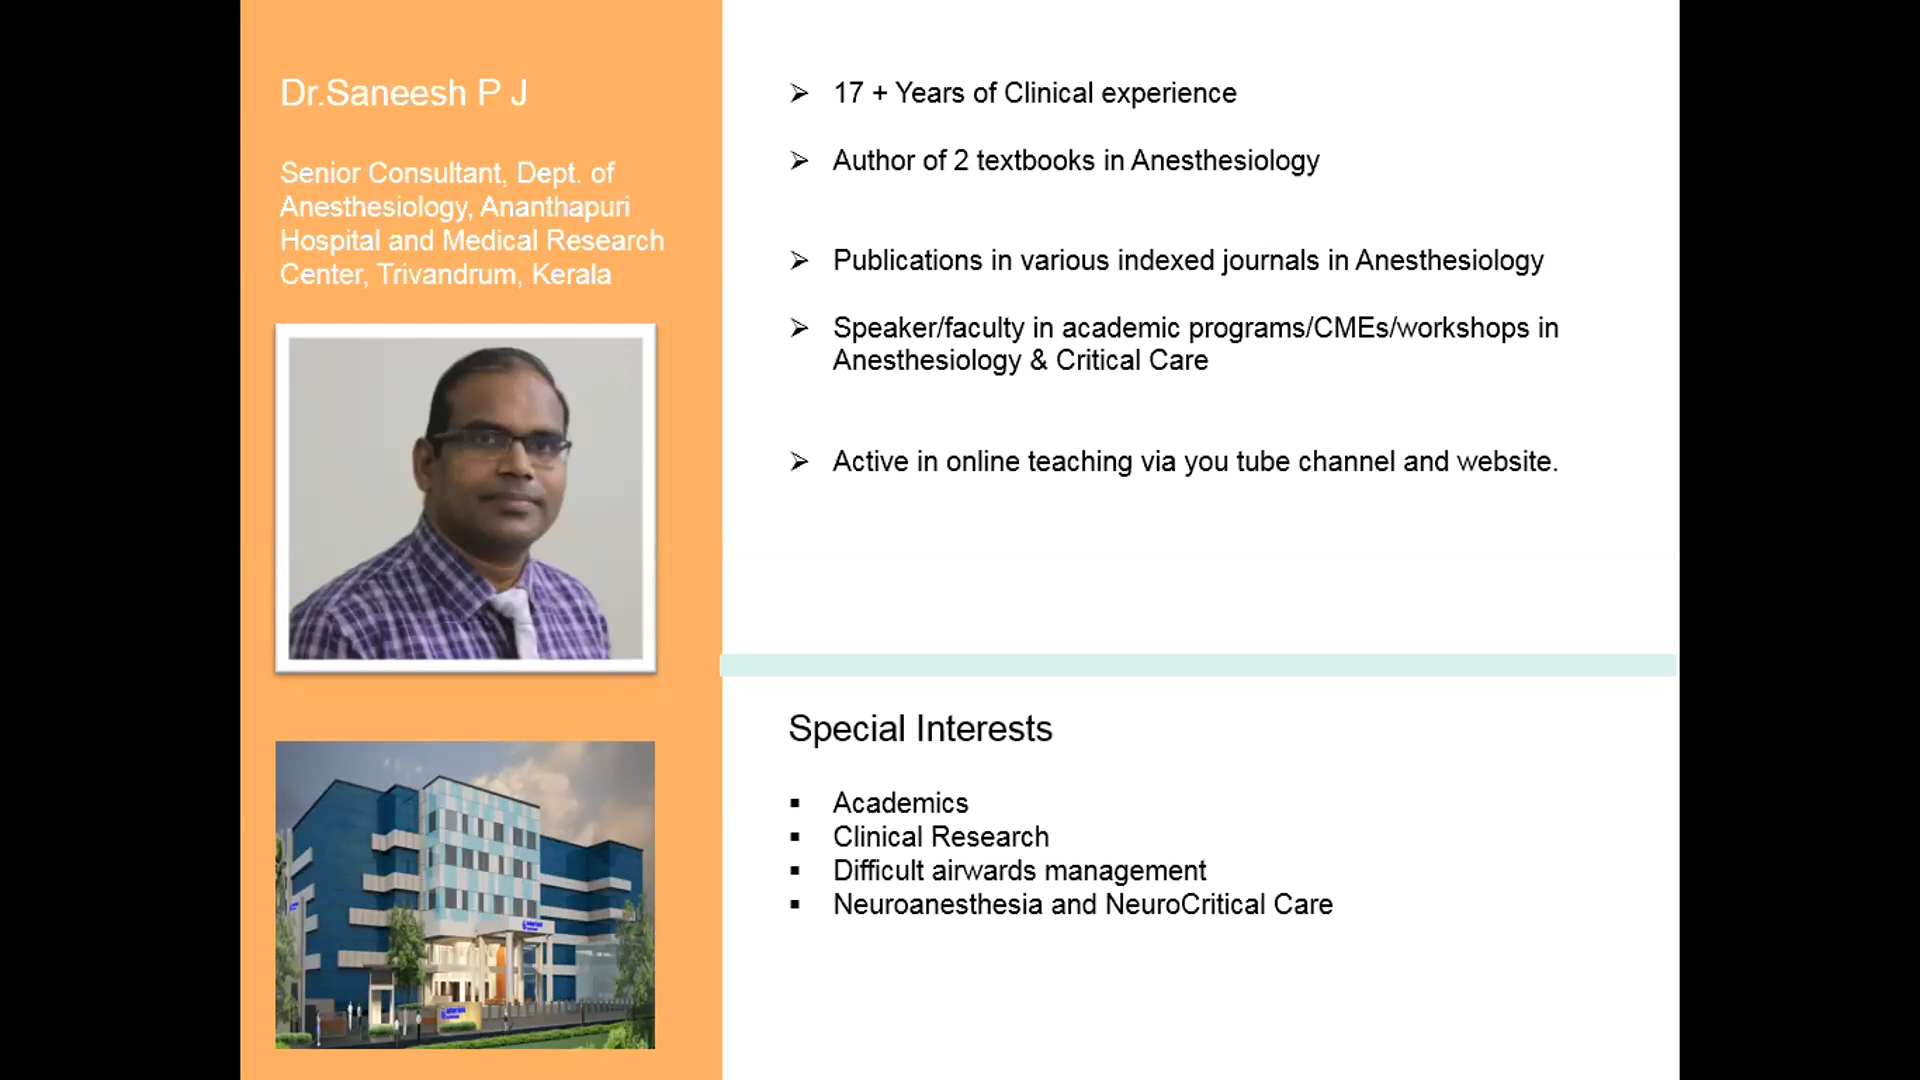 Dr.Saneesh P J
Senior Consultant, Dept. of
Anesthesiology, Ananthapuri
Hospital and Medical Research
Center, Trivandrum, Kerala
17 + Years of Clinical experience
Author of 2 textbooks in Anesthesiology
Publications in various indexed journals in Anesthesiology
Speaker/faculty in academic programs/CMEs/workshops in
Anesthesiology & Critical Care
Active in online teaching via you tube channel and website.
Special Interests
Academics
Clinical Research
Difficult airwards management
Neuroanesthesia and NeuroCritical Care